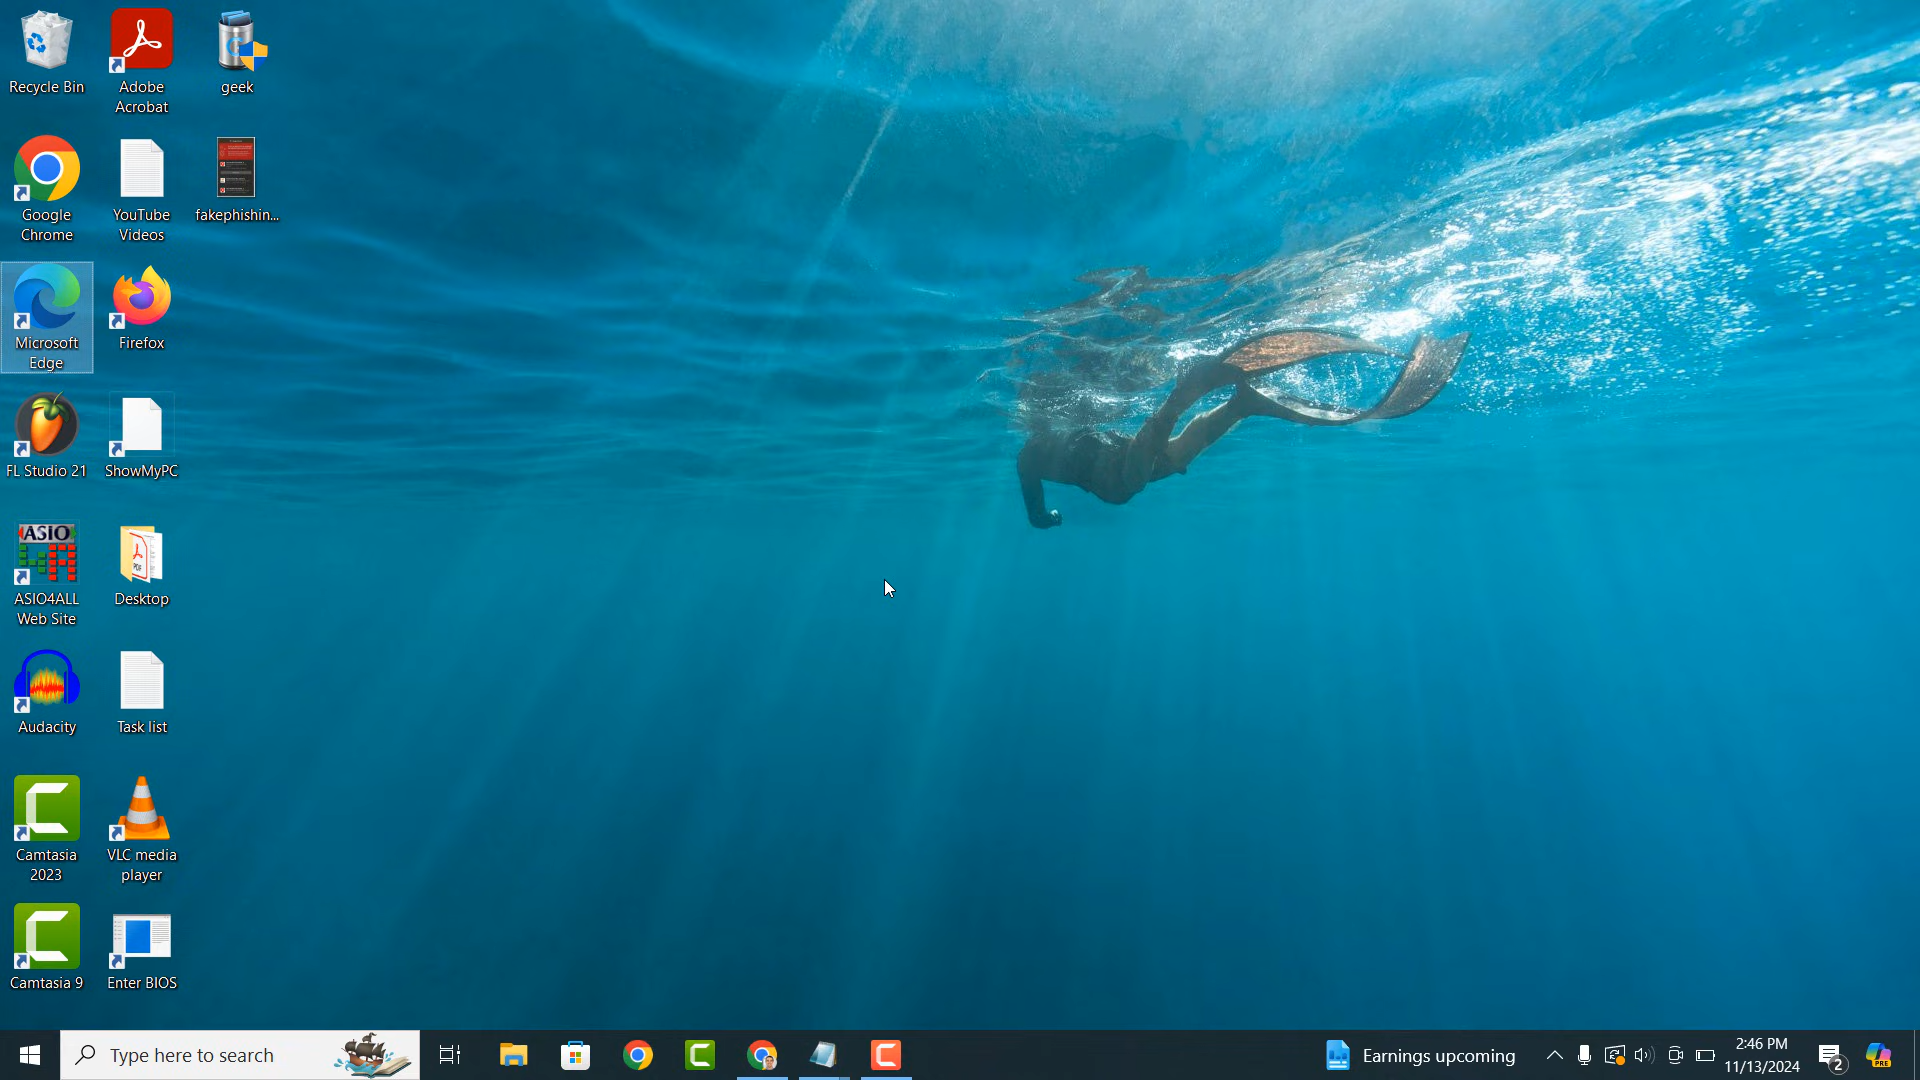 Recycle Bin
Adobe
Acrobat
geek
Google
Chrome
YouTube
Videos
fakephishin...
Microsoft
Edge
Firefox
FL Studio 21
ShowMyPC
ASIO
ASIO4ALL
Web Site
PDF
Desktop
Audacity
Task list
Camtasia
2023
VLC media
player
Camtasia 9
Enter BIOS
Type here to search
Earnings upcoming
2:46 PM
11/13/2024
2
PRE